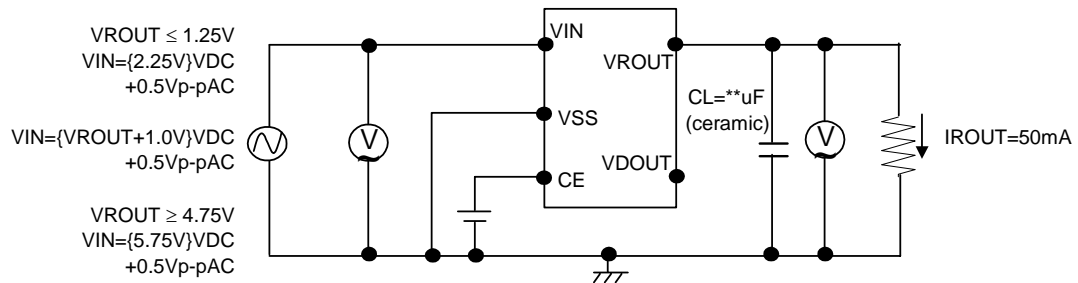 VROUT ≤ 1.25V
VIN={2.25V}VDC
+0.5Vp-pAC
VIN={VROUT+1.0V}VDC
+0.5Vp-pAC
VROUT ≥ 4.75V
VIN={5.75V}VDC
+0.5Vp-pAC
V
VIN
VROUT
VSS
VDOUT
CE
CL=**uF
(ceramic)
V
IROUT=50mA